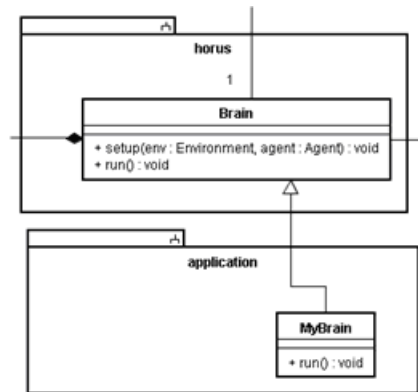 horus
1
Brain
+ setup(env : Environment, agent : Agent) : void
+ run() : void
application
MyBrain
+ run() : void